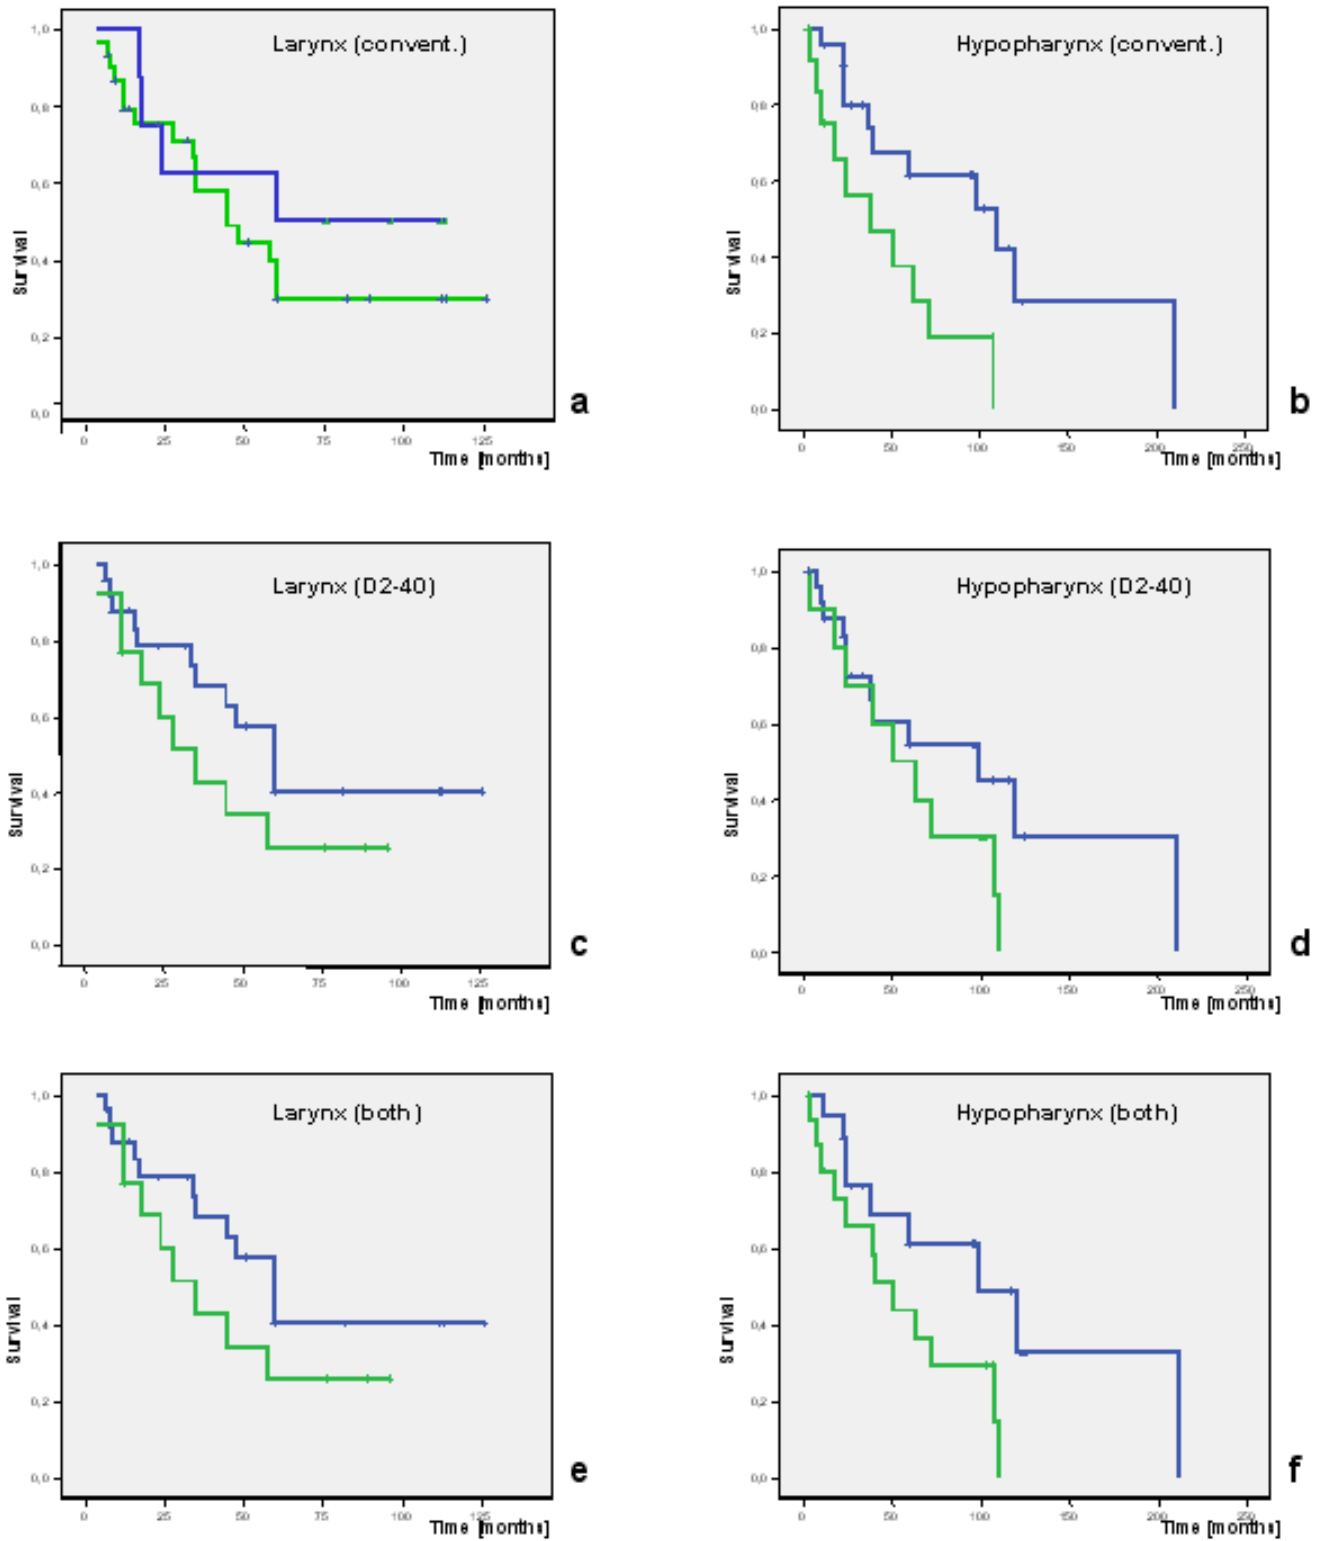 Larynx (convent.)
1,0
0,8
0,6
0,4
0,2
0,0
Survival
0 25 50 75 100 125
Time [months]
a
Hypopharynx (convent.)
1,0
0,8
0,6
0,4
0,2
0,0
Survival
0 50 100 150 200 250
Time [months]
b
Larynx (D2-40)
1,0
0,8
0,6
0,4
0,2
0,0
Survival
0 25 50 75 100 125
Time [months]
c
Hypopharynx (D2-40)
1,0
0,8
0,6
0,4
0,2
0,0
Survival
0 50 100 150 200 250
Time [months]
d
Larynx (both)
1,0
0,8
0,6
0,4
0,2
0,0
Survival
0 25 50 75 100 125
Time [months]
e
Hypopharynx (both)
1,0
0,8
0,6
0,4
0,2
0,0
Survival
0 50 100 150 200 250
Time [months]
f